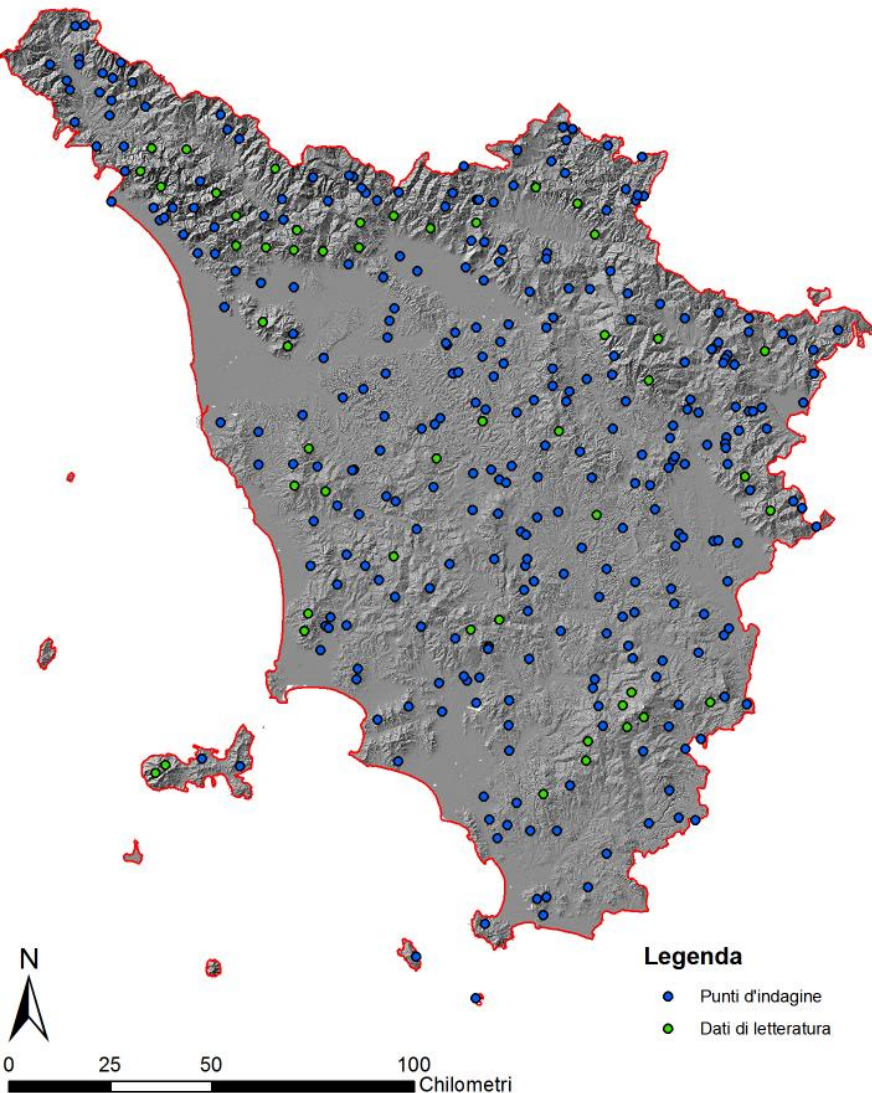 N
0 25 50 100
Chilometri
Legenda
Punti d'indagine
Dati di letteratura